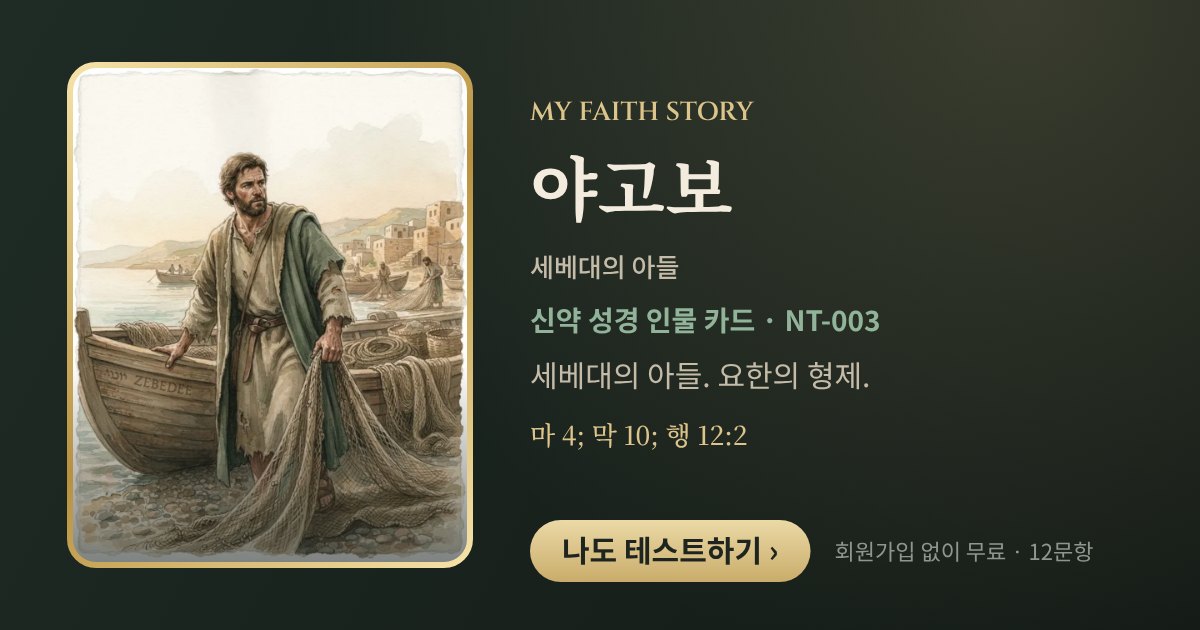 MY FAITH STORY
야고보
세베대의 아들
신약 성경 인물 카드 · NT-003
세베대의 아들. 요한의 형제.
마 4; 막 10; 행 12:2
나도 테스트하기 ›
회원가입 없이 무료 · 12문항
ZEBEDEE